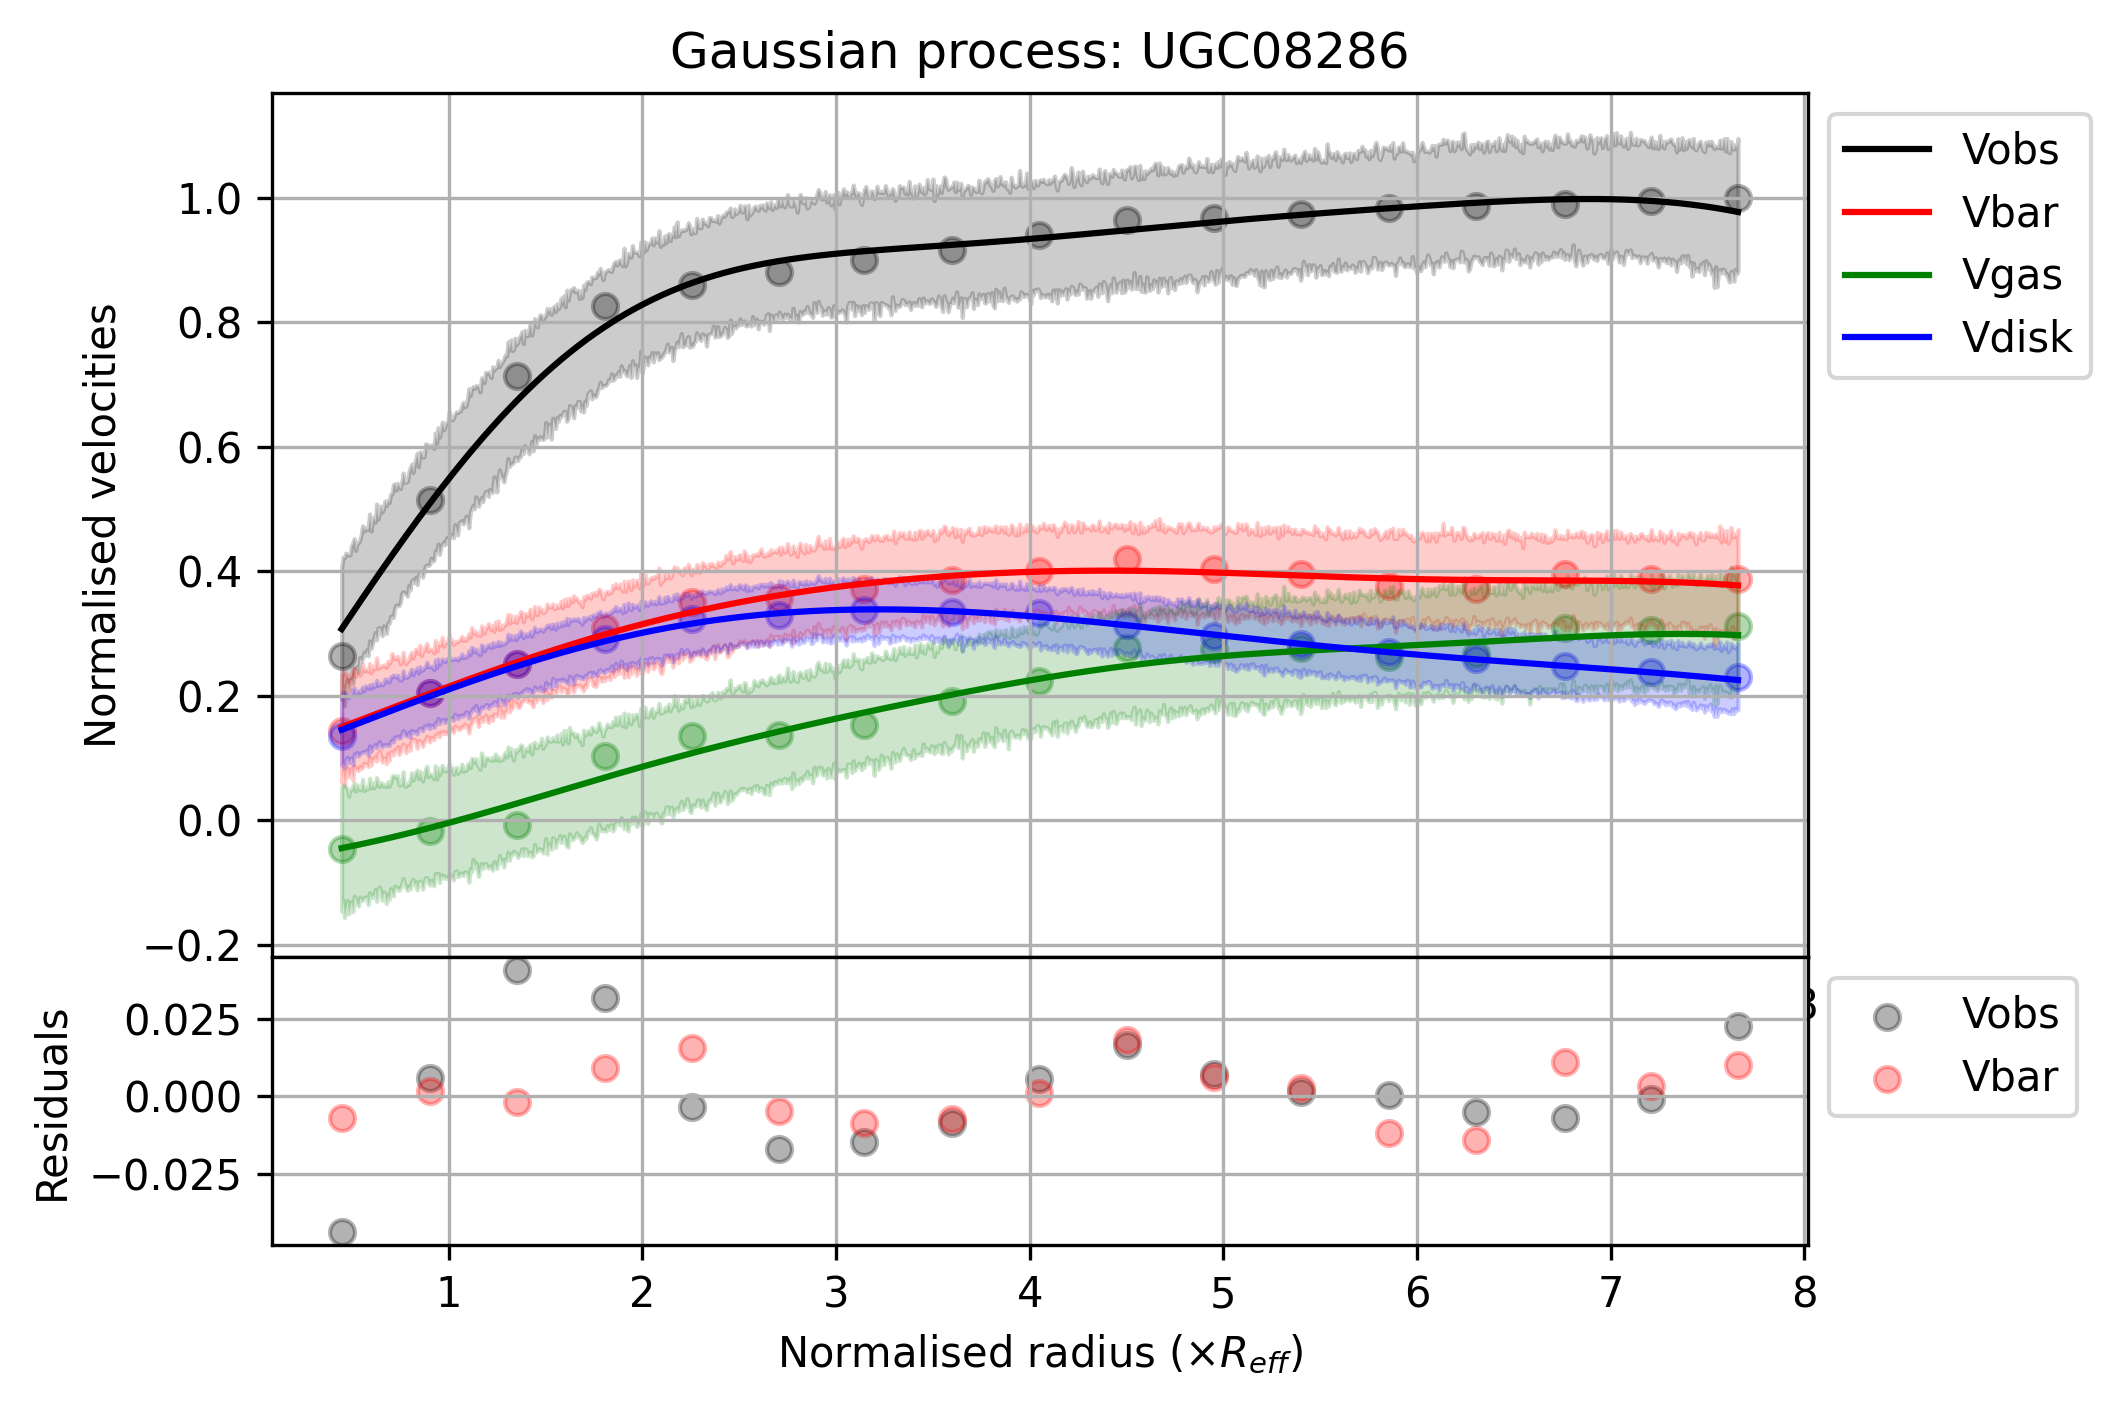 Gaussian process: UGC08286
Normalised velocities
1.0
0.8
0.6
0.4
0.2
0.0
−0.2
Vobs
Vbar
Vgas
Vdisk
Residuals
0.025
0.000
−0.025
Vobs
Vbar
1 2 3 4 5 6 7 8
Normalised radius (×R_eff)